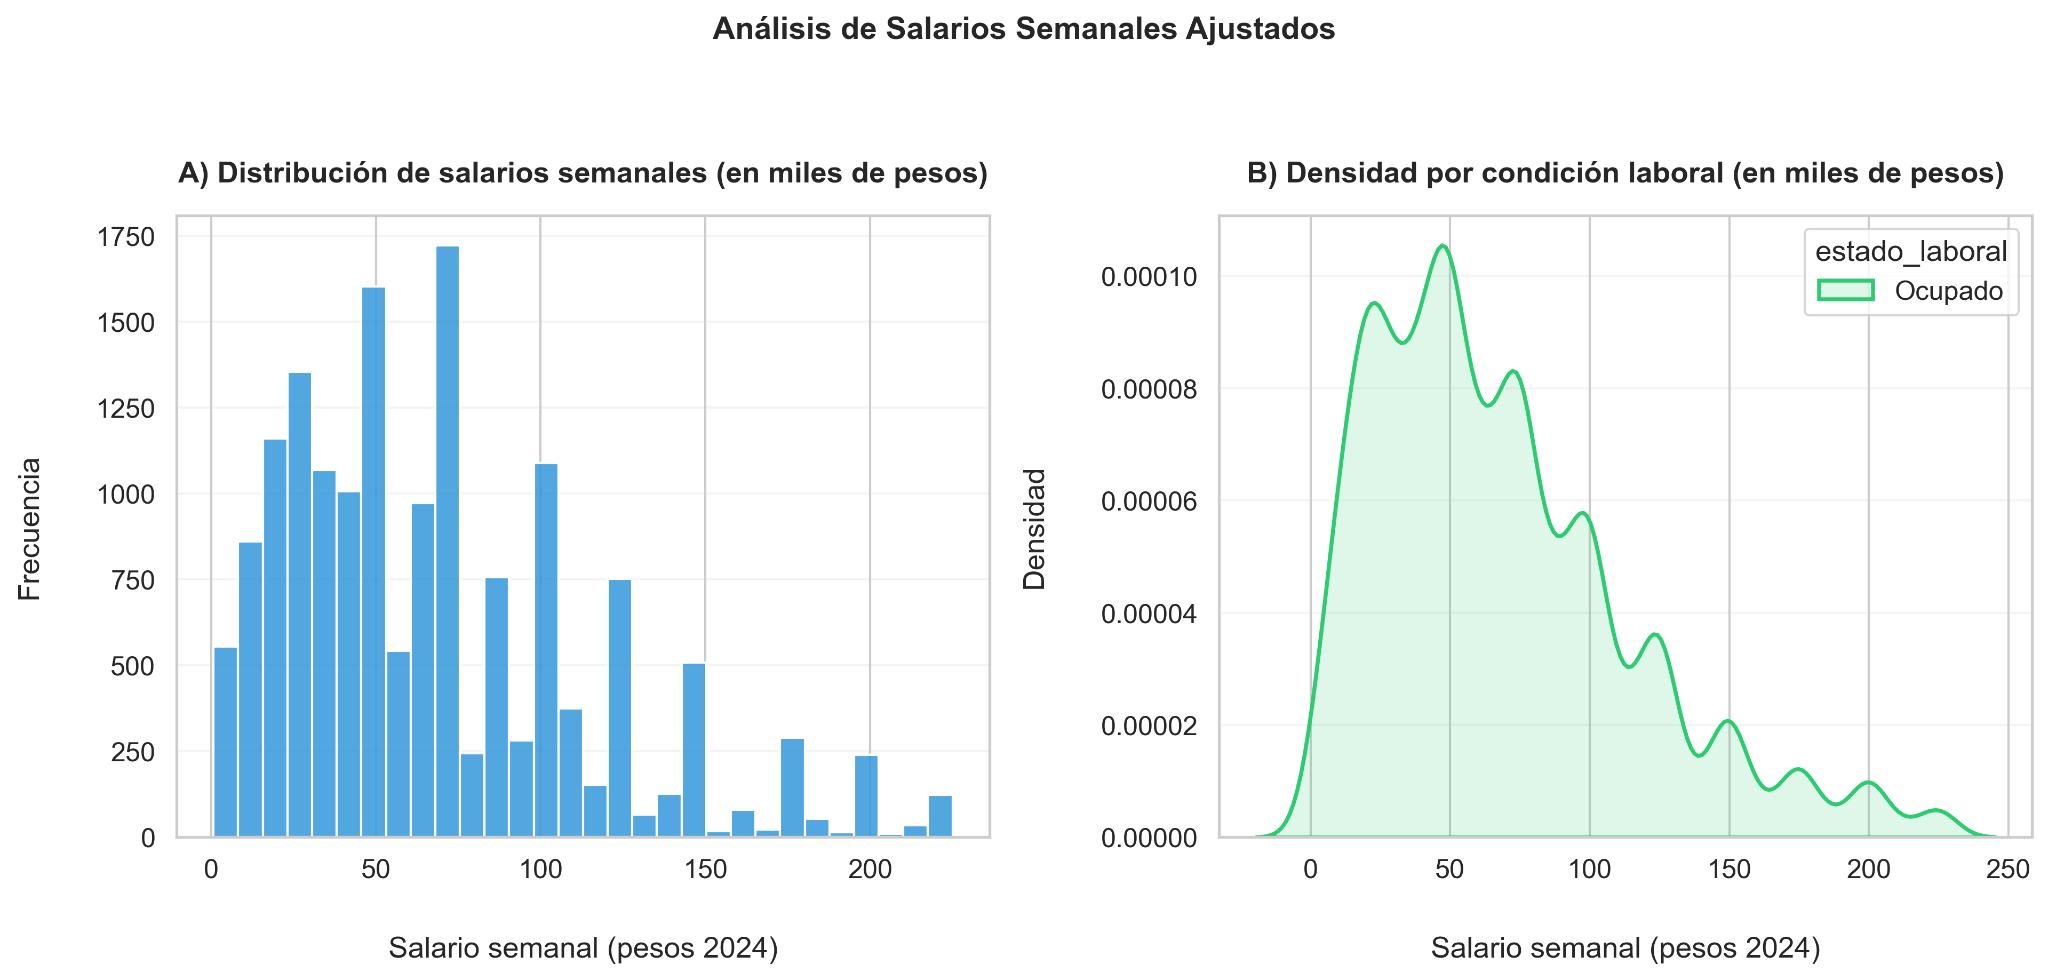 Análisis de Salarios Semanales Ajustados
A) Distribución de salarios semanales (en miles de pesos)
Frecuencia
1750
1500
1250
1000
750
500
250
0
0 50 100 150 200
Salario semanal (pesos 2024)
B) Densidad por condición laboral (en miles de pesos)
estado_laboral
Ocupado
Densidad
0.00010
0.00008
0.00006
0.00004
0.00002
0.00000
0 50 100 150 200 250
Salario semanal (pesos 2024)